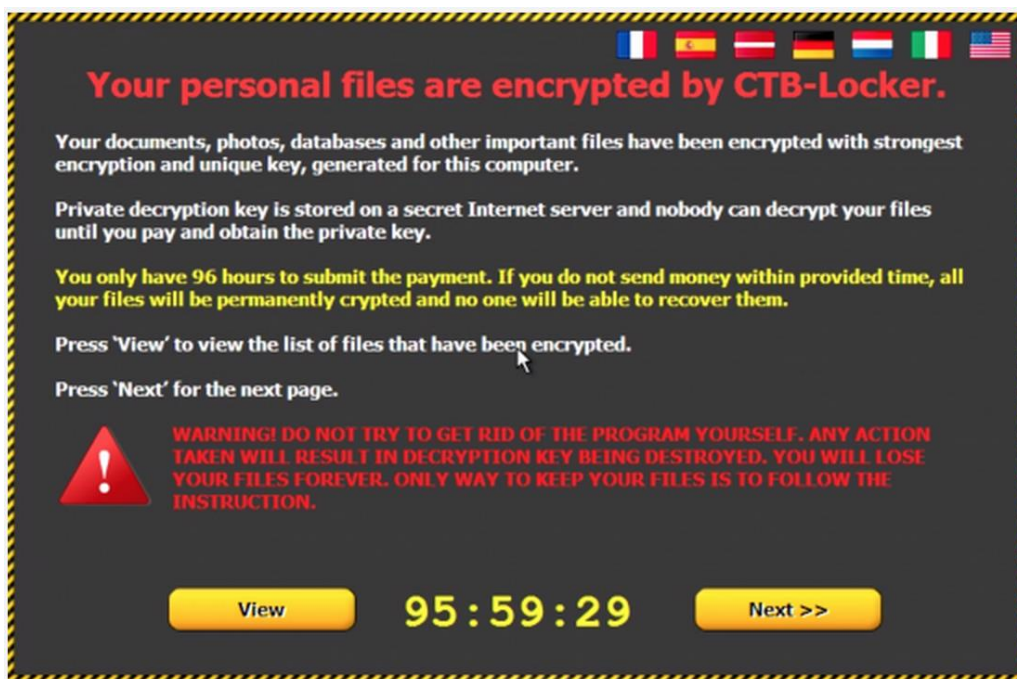 Your personal files are encrypted by CTB-Locker.
Your documents, photos, databases and other important files have been encrypted with strongest
encryption and unique key, generated for this computer.
Private decryption key is stored on a secret Internet server and nobody can decrypt your files
until you pay and obtain the private key.
You only have 96 hours to submit the payment. If you do not send money within provided time, all
your files will be permanently crypted and no one will be able to recover them.
Press 'View' to view the list of files that have been encrypted.
Press 'Next' for the next page.
WARNING! DO NOT TRY TO GET RID OF THE PROGRAM YOURSELF. ANY ACTION
TAKEN WILL RESULT IN DECRYPTION KEY BEING DESTROYED. YOU WILL LOSE
YOUR FILES FOREVER. ONLY WAY TO KEEP YOUR FILES IS TO FOLLOW THE
INSTRUCTION.
View
95:59:29
Next >>